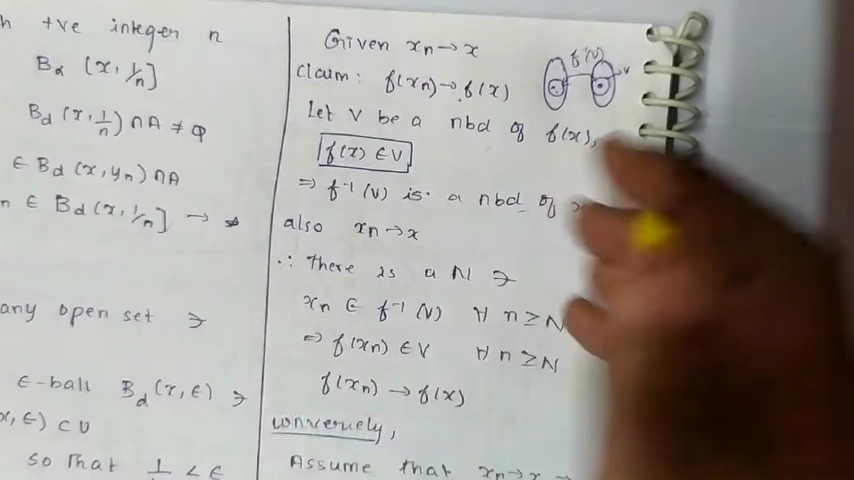 h +ve integer n
Bd (x, 1/n]
Bd (x, 1/n) ∩ A ≠ φ
∈ Bd (x, yn) ∩ A
n ∈ Bd (x, 1/n] →
any open set ∋
ϵ-ball Bd (x, ϵ) ∋
x, ϵ) ⊂ U
so that 1/ < ϵ
Given xn → x
f⁻¹(V) V
claim: f(xn) → f(x)
Let V be a nbd of f(x),
f(x) ∈ V
⇒ f⁻¹ (V) is a nbd of x
also xn → x
∴ There is a N ∋
xn ∈ f⁻¹ (V) ∀ n ≥ N
⇒ f(xn) ∈ V ∀ n ≥ N
f(xn) → f(x)
conversely,
Assume that xn → x →